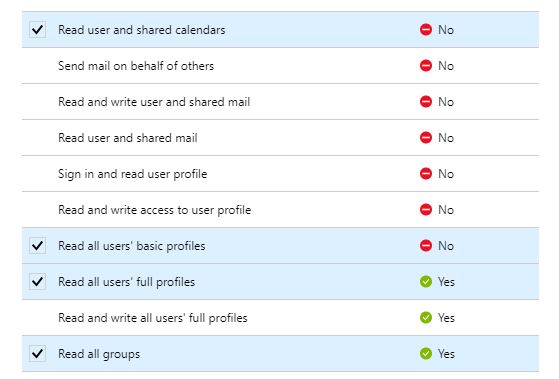 Read user and shared calendars No
Send mail on behalf of others No
Read and write user and shared mail No
Read user and shared mail No
Sign in and read user profile No
Read and write access to user profile No
Read all users' basic profiles No
Read all users' full profiles Yes
Read and write all users' full profiles Yes
Read all groups Yes